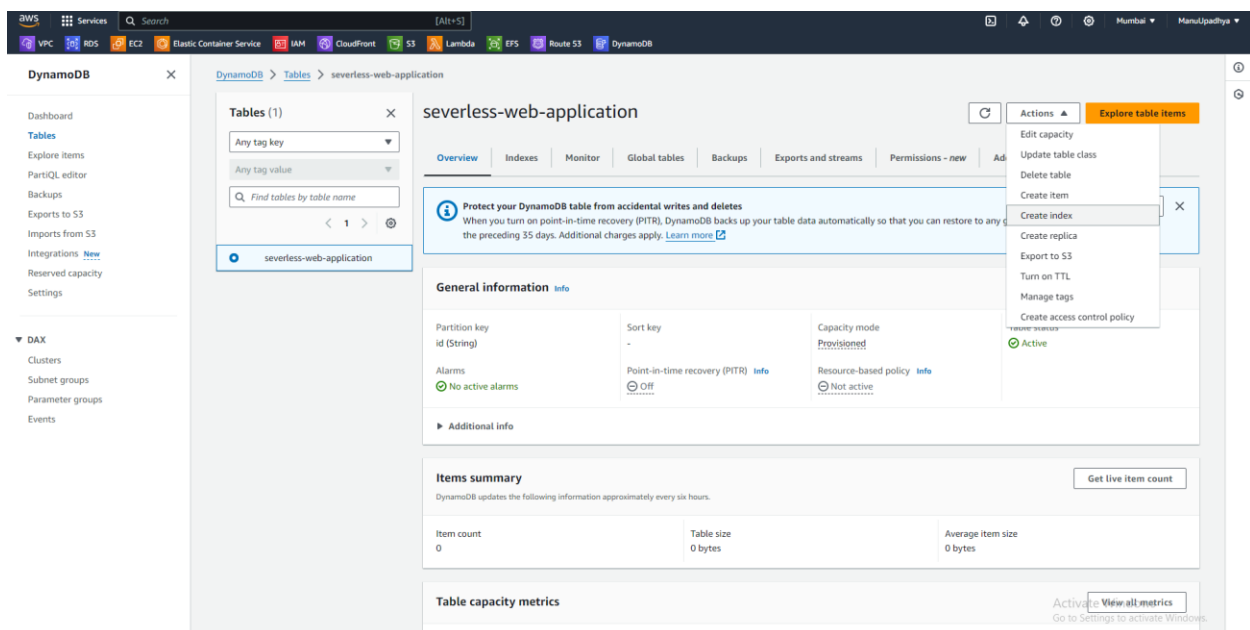 aws Services Search [Alt+S] Mumbai ▼ ManuUpadhya ▼
VPC RDS EC2 Elastic Container Service IAM CloudFront S3 Lambda EFS Route 53 DynamoDB
DynamoDB
Dashboard
Tables
Explore items
PartiQL editor
Backups
Exports to S3
Imports from S3
Integrations New
Reserved capacity
Settings
▼ DAX
Clusters
Subnet groups
Parameter groups
Events
DynamoDB > Tables > severless-web-application
Tables (1)
Any tag key
Any tag value
Find tables by table name
< 1 >
severless-web-application
severless-web-application
Actions ▲ Explore table items
Edit capacity
Update table class
Delete table
Create item
Create index
Create replica
Export to S3
Turn on TTL
Manage tags
Create access control policy
Overview Indexes Monitor Global tables Backups Exports and streams Permissions - new
Protect your DynamoDB table from accidental writes and deletes
When you turn on point-in-time recovery (PITR), DynamoDB backs up your table data automatically so that you can restore to any
the preceding 35 days. Additional charges apply. Learn more
General information Info
Partition key Sort key Capacity mode Table status
id (String) - Provisioned Active
Alarms Point-in-time recovery (PITR) Info Resource-based policy Info
No active alarms Off Not active
▶ Additional info
Items summary Get live item count
DynamoDB updates the following information approximately every six hours.
Item count Table size Average item size
0 0 bytes 0 bytes
Table capacity metrics View all metrics
Activate Windows
Go to Settings to activate Windows.